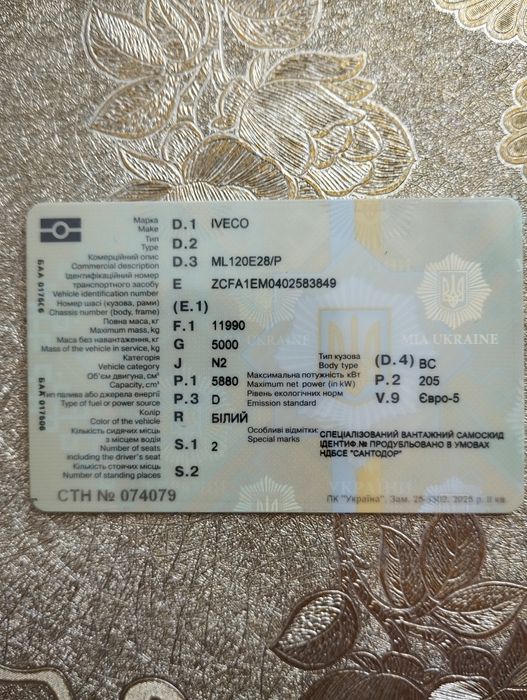 Марка D.1 IVECO
Make
Тип D.2
Type
Комерційний опис D.3 ML120E28/P
Commercial description
Ідентифікаційний номер
транспортного засобу E ZCFA1EM0402583849
Vehicle identification number
Номер шасі (кузова, рами) (E.1)
Chassis number (body, frame)
Повна маса, кг F.1 11990
Maximum mass, kg
Маса без навантаження, кг G 5000
Mass of the vehicle in service, kg
Категорія J N2 Тип кузова (D.4) ВС
Vehicle category Body type
Об'єм двигуна, см³ P.1 5880 Максимальна потужність кВт P.2 205
Capacity, cm³ Maximum net power (in kW)
Тип палива або джерела енергії P.3 D Рівень екологічних норм V.9 Євро-5
Type of fuel or power source Emission standard
Колір R БІЛИЙ
Color of the vehicle
Кількість сидячих місць Особливі відмітки: СПЕЦІАЛІЗОВАНИЙ ВАНТАЖНИЙ САМОСКИД
з місцем водія S.1 2 Special marks ІДЕНТИФ.№ ПРОДУБЛЬОВАНО В УМОВАХ
Number of seats НДБСЕ "САНТОДОР"
including the driver's seat
Кількість стоячих місць S.2
Number of standing places
СТН № 074079
ПК "Україна".
MIA UKRAINE